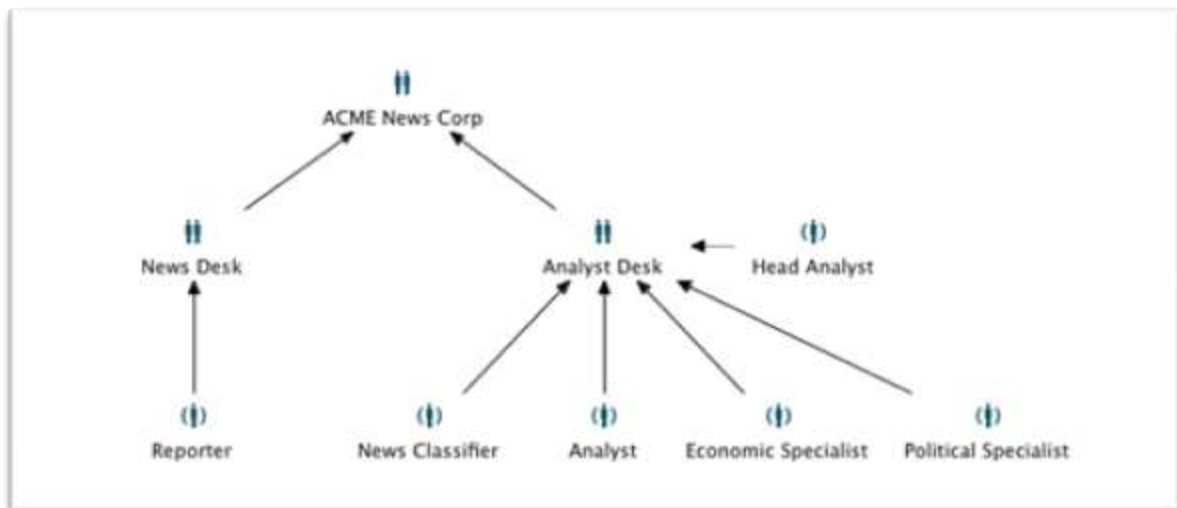 ACME News Corp
News Desk
Analyst Desk
Head Analyst
Reporter
News Classifier
Analyst
Economic Specialist
Political Specialist